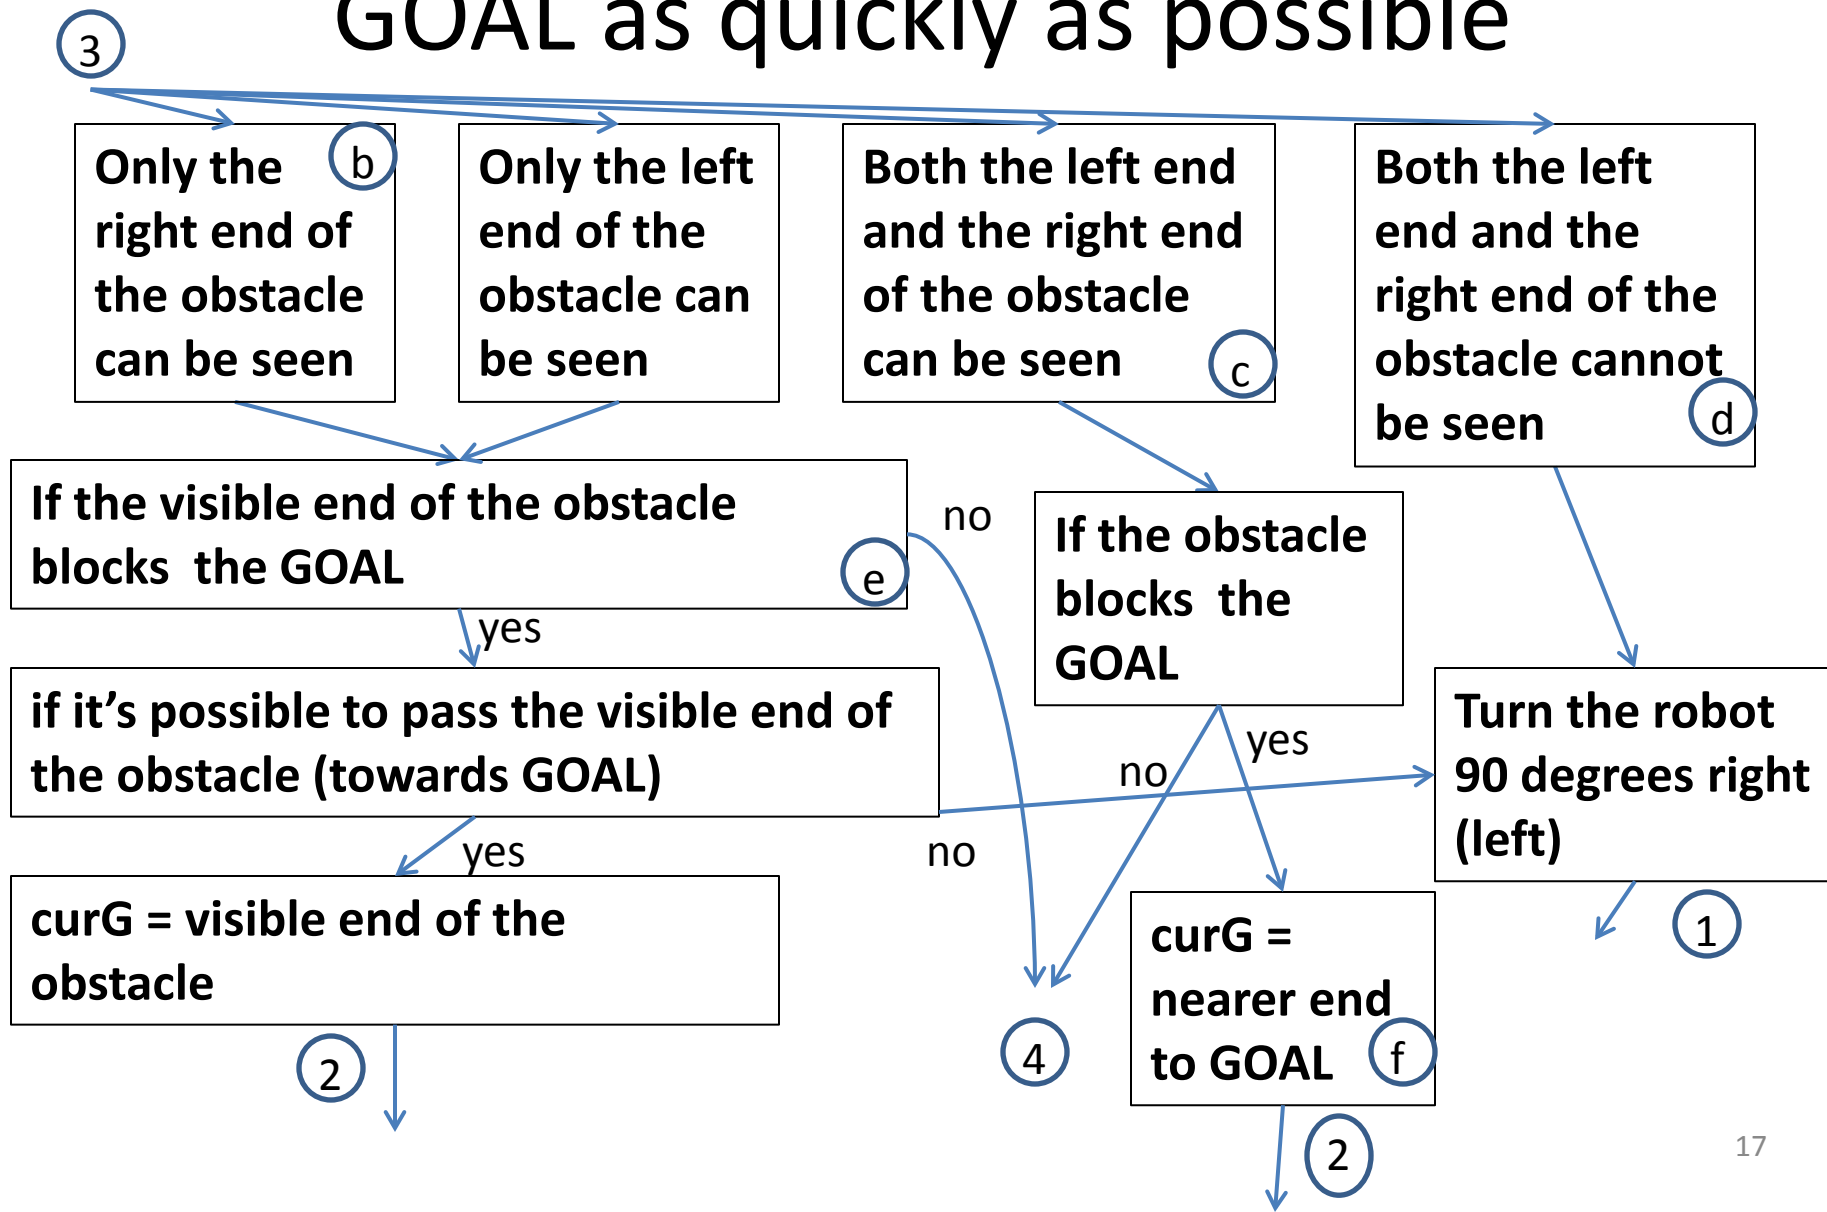 GOAL as quickly as possible
3
Only the
right end of
the obstacle
can be seen
b
Only the left
end of the
obstacle can
be seen
Both the left end
and the right end
of the obstacle
can be seen
c
Both the left
end and the
right end of the
obstacle cannot
be seen
d
If the visible end of the obstacle
blocks the GOAL
e
no
If the obstacle
blocks the
GOAL
yes
if it’s possible to pass the visible end of
the obstacle (towards GOAL)
no
yes
Turn the robot
90 degrees right
(left)
yes
no
curG = visible end of the
obstacle
curG =
nearer end
to GOAL
f
1
2
4
2
17